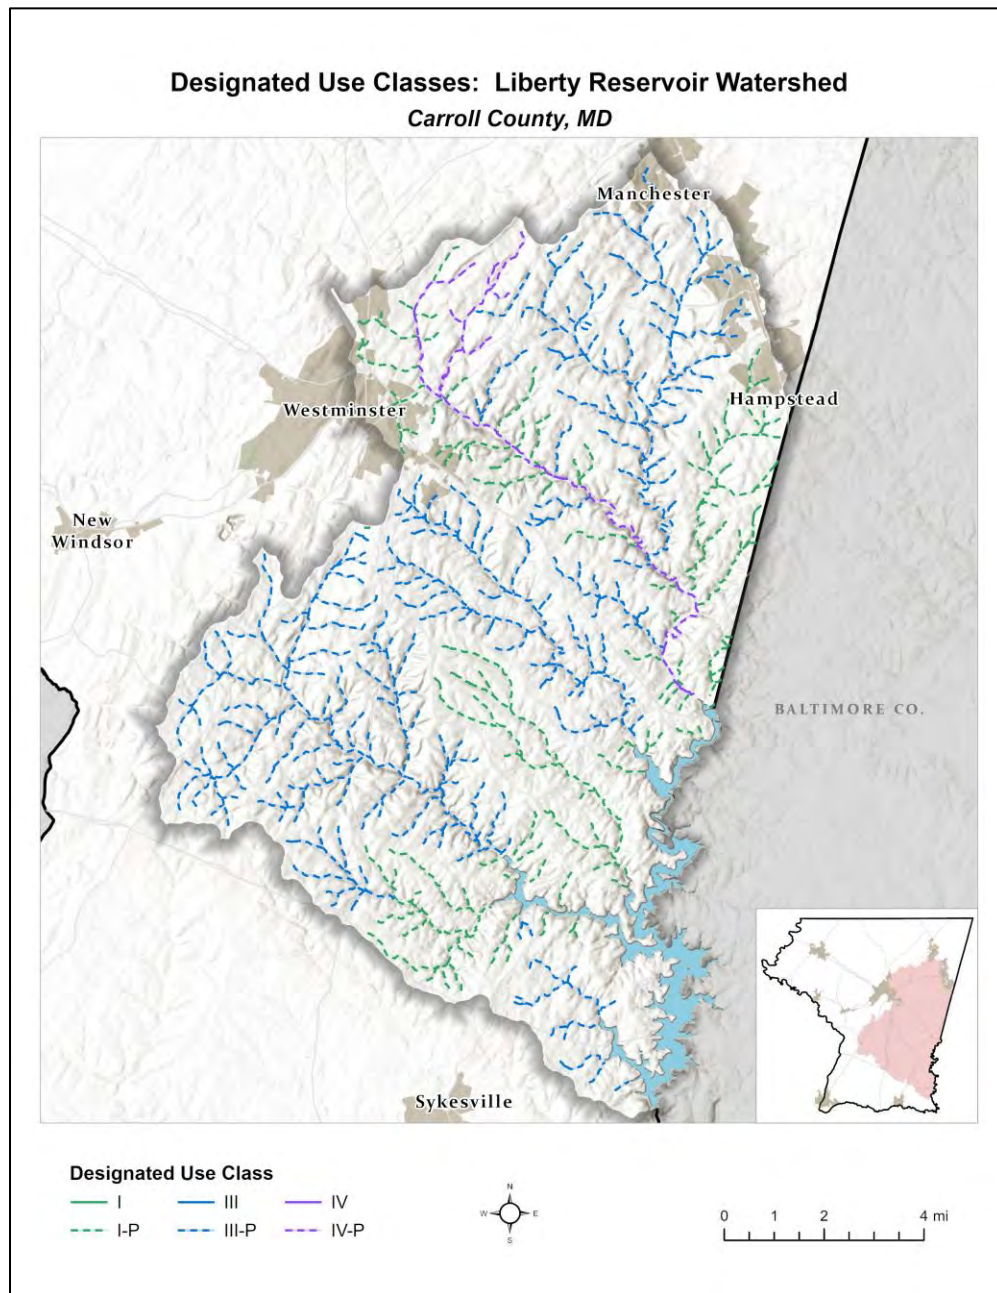 Designated Use Classes: Liberty Reservoir Watershed
Carroll County, MD
Manchester
Hampstead
Westminster
New
Windsor
BALTIMORE CO.
Sykesville
Designated Use Class
I
III
IV
I-P
III-P
IV-P
N
W
E
S
0
1
2
4 mi